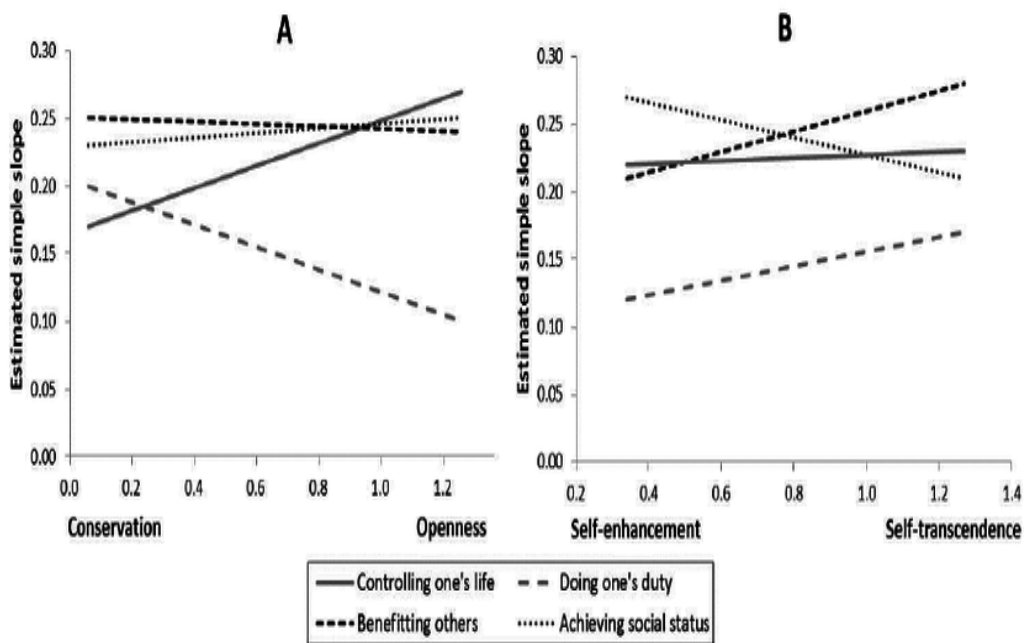 A
Estimated simple slope
0.30
0.25
0.20
0.15
0.10
0.05
0.00
0.0 0.2 0.4 0.6 0.8 1.0 1.2
Conservation Openness
B
Estimated simple slope
0.30
0.25
0.20
0.15
0.10
0.05
0.00
0.2 0.4 0.6 0.8 1.0 1.2 1.4
Self-enhancement Self-transcendence
Controlling one's life Doing one's duty
Benefitting others Achieving social status